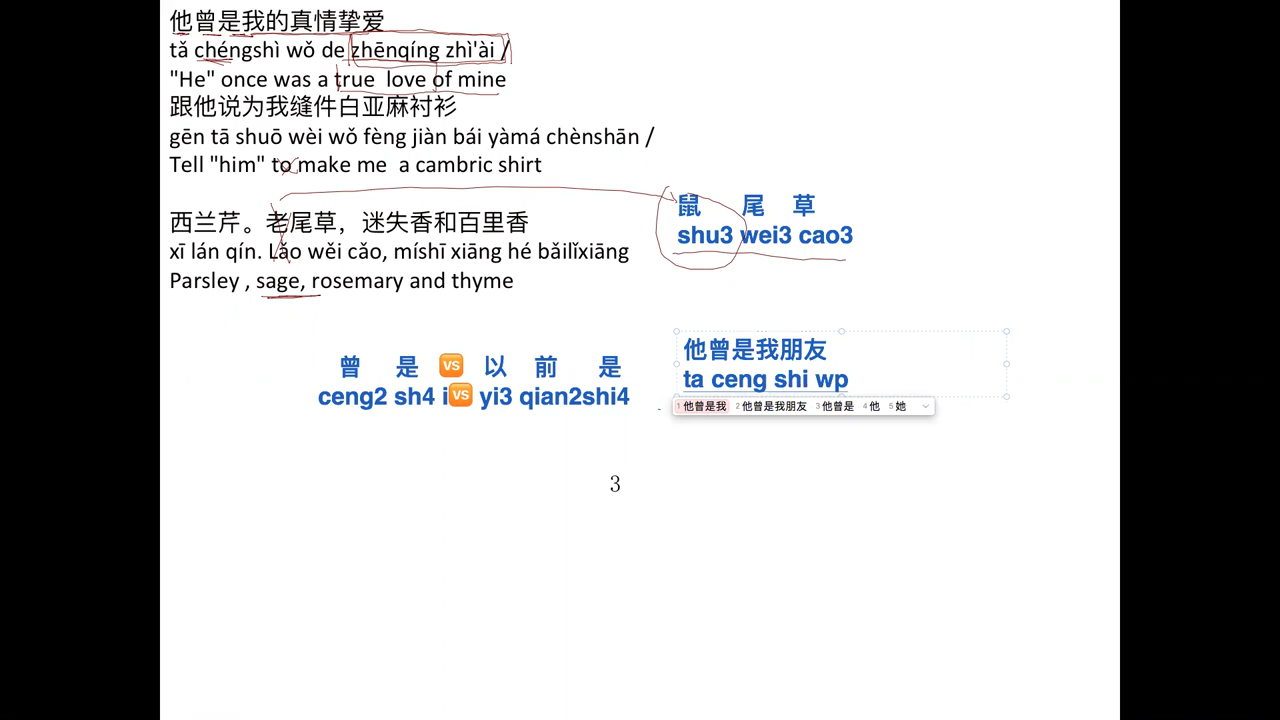 他曾是我的真情挚爱
tǎ chéngshì wǒ de zhēnqíng zhì'ài /
"He" once was a true love of mine
跟他说为我缝件白亚麻衬衫
gēn tā shuō wèi wǒ fèng jiàn bái yàmá chènshān /
Tell "him" to make me a cambric shirt
西兰芹。老尾草，迷失香和百里香
xī lán qín. Lǎo wěi cǎo, míshī xiāng hé bǎilǐxiāng
Parsley , sage, rosemary and thyme
鼠 尾 草
shu3 wei3 cao3
曾 是 🆚 以 前 是
ceng2 sh4 i🆚 yi3 qian2shi4
他曾是我朋友
ta ceng shi wp
1 他曾是我 2 他曾是我朋友 3 他曾是 4 他 5 她
3